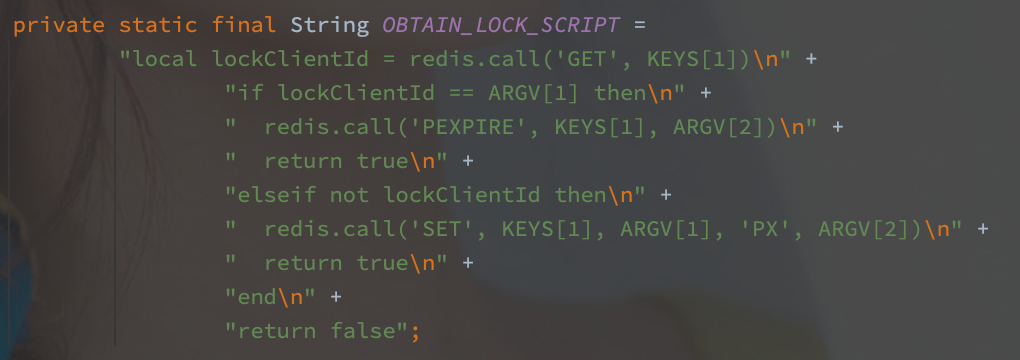 private static final String OBTAIN_LOCK_SCRIPT =
"local lockClientId = redis.call('GET', KEYS[1])\n" +
"if lockClientId == ARGV[1] then\n" +
"  redis.call('PEXPIRE', KEYS[1], ARGV[2])\n" +
"  return true\n" +
"elseif not lockClientId then\n" +
"  redis.call('SET', KEYS[1], ARGV[1], 'PX', ARGV[2])\n" +
"  return true\n" +
"end\n" +
"return false";